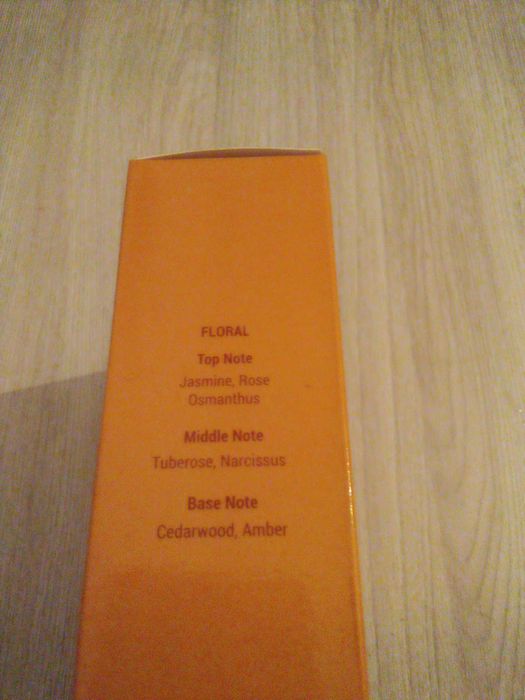 FLORAL
Top Note
Jasmine, Rose
Osmanthus
Middle Note
Tuberose, Narcissus
Base Note
Cedarwood, Amber